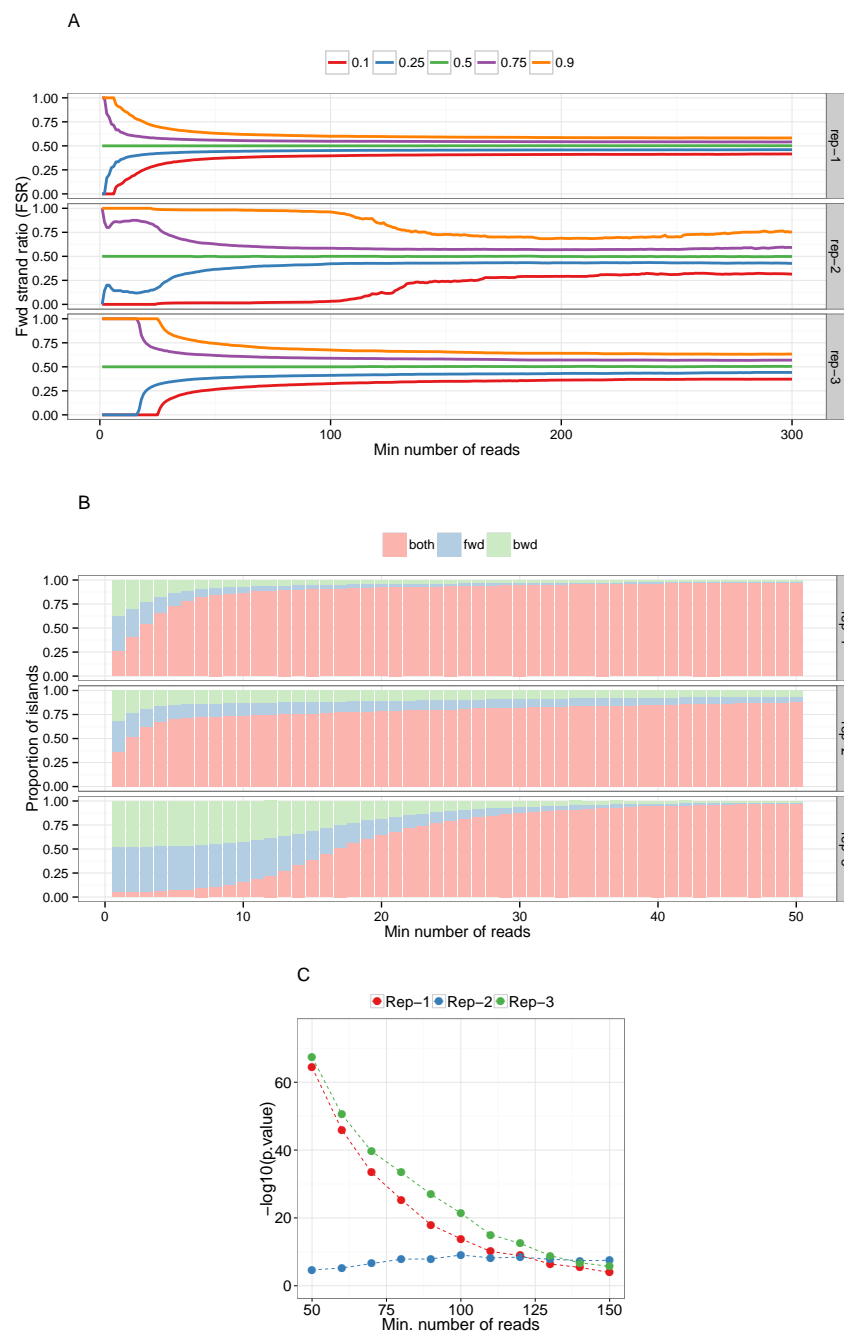 A
0.1 0.25 0.5 0.75 0.9
Fwd strand ratio (FSR)
1.00
0.75
0.50
0.25
0.00
rep−1
1.00
0.75
0.50
0.25
0.00
rep−2
1.00
0.75
0.50
0.25
0.00
rep−3
0 100 200 300
Min number of reads
B
both fwd bwd
Proportion of islands
1.00
0.75
0.50
0.25
0.00
1.00
0.75
0.50
0.25
0.00
1.00
0.75
0.50
0.25
0.00
0 10 20 30 40 50
Min number of reads
C
Rep−1 Rep−2 Rep−3
−log10(p.value)
60
40
20
0
50 75 100 125 150
Min. number of reads